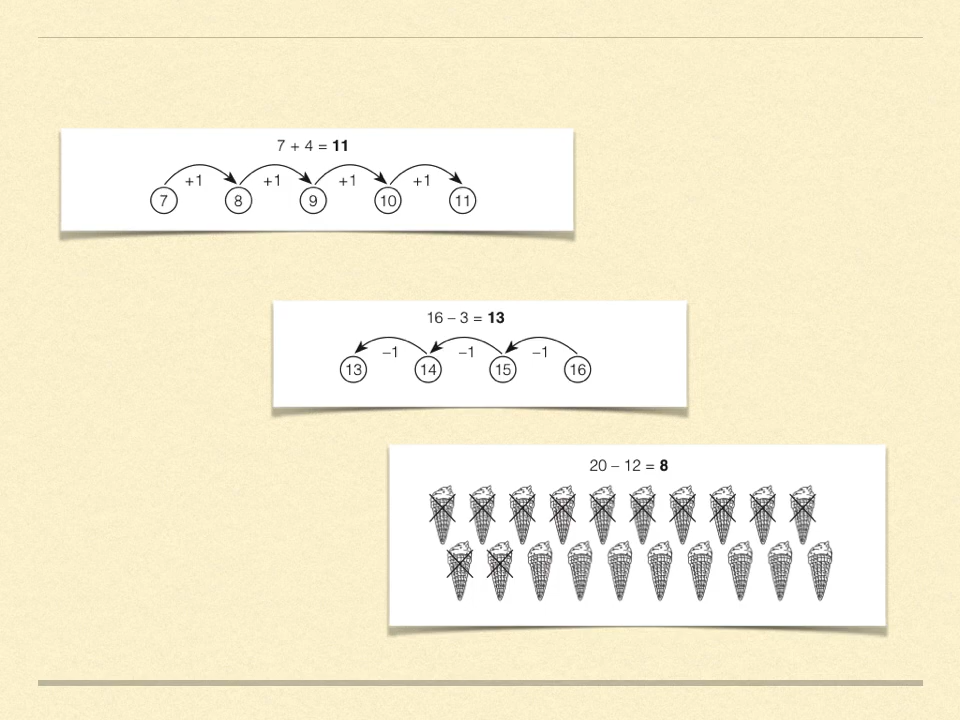 7 + 4 = 11
+1 +1 +1 +1
7 8 9 10 11
16 – 3 = 13
–1 –1 –1
13 14 15 16
20 – 12 = 8